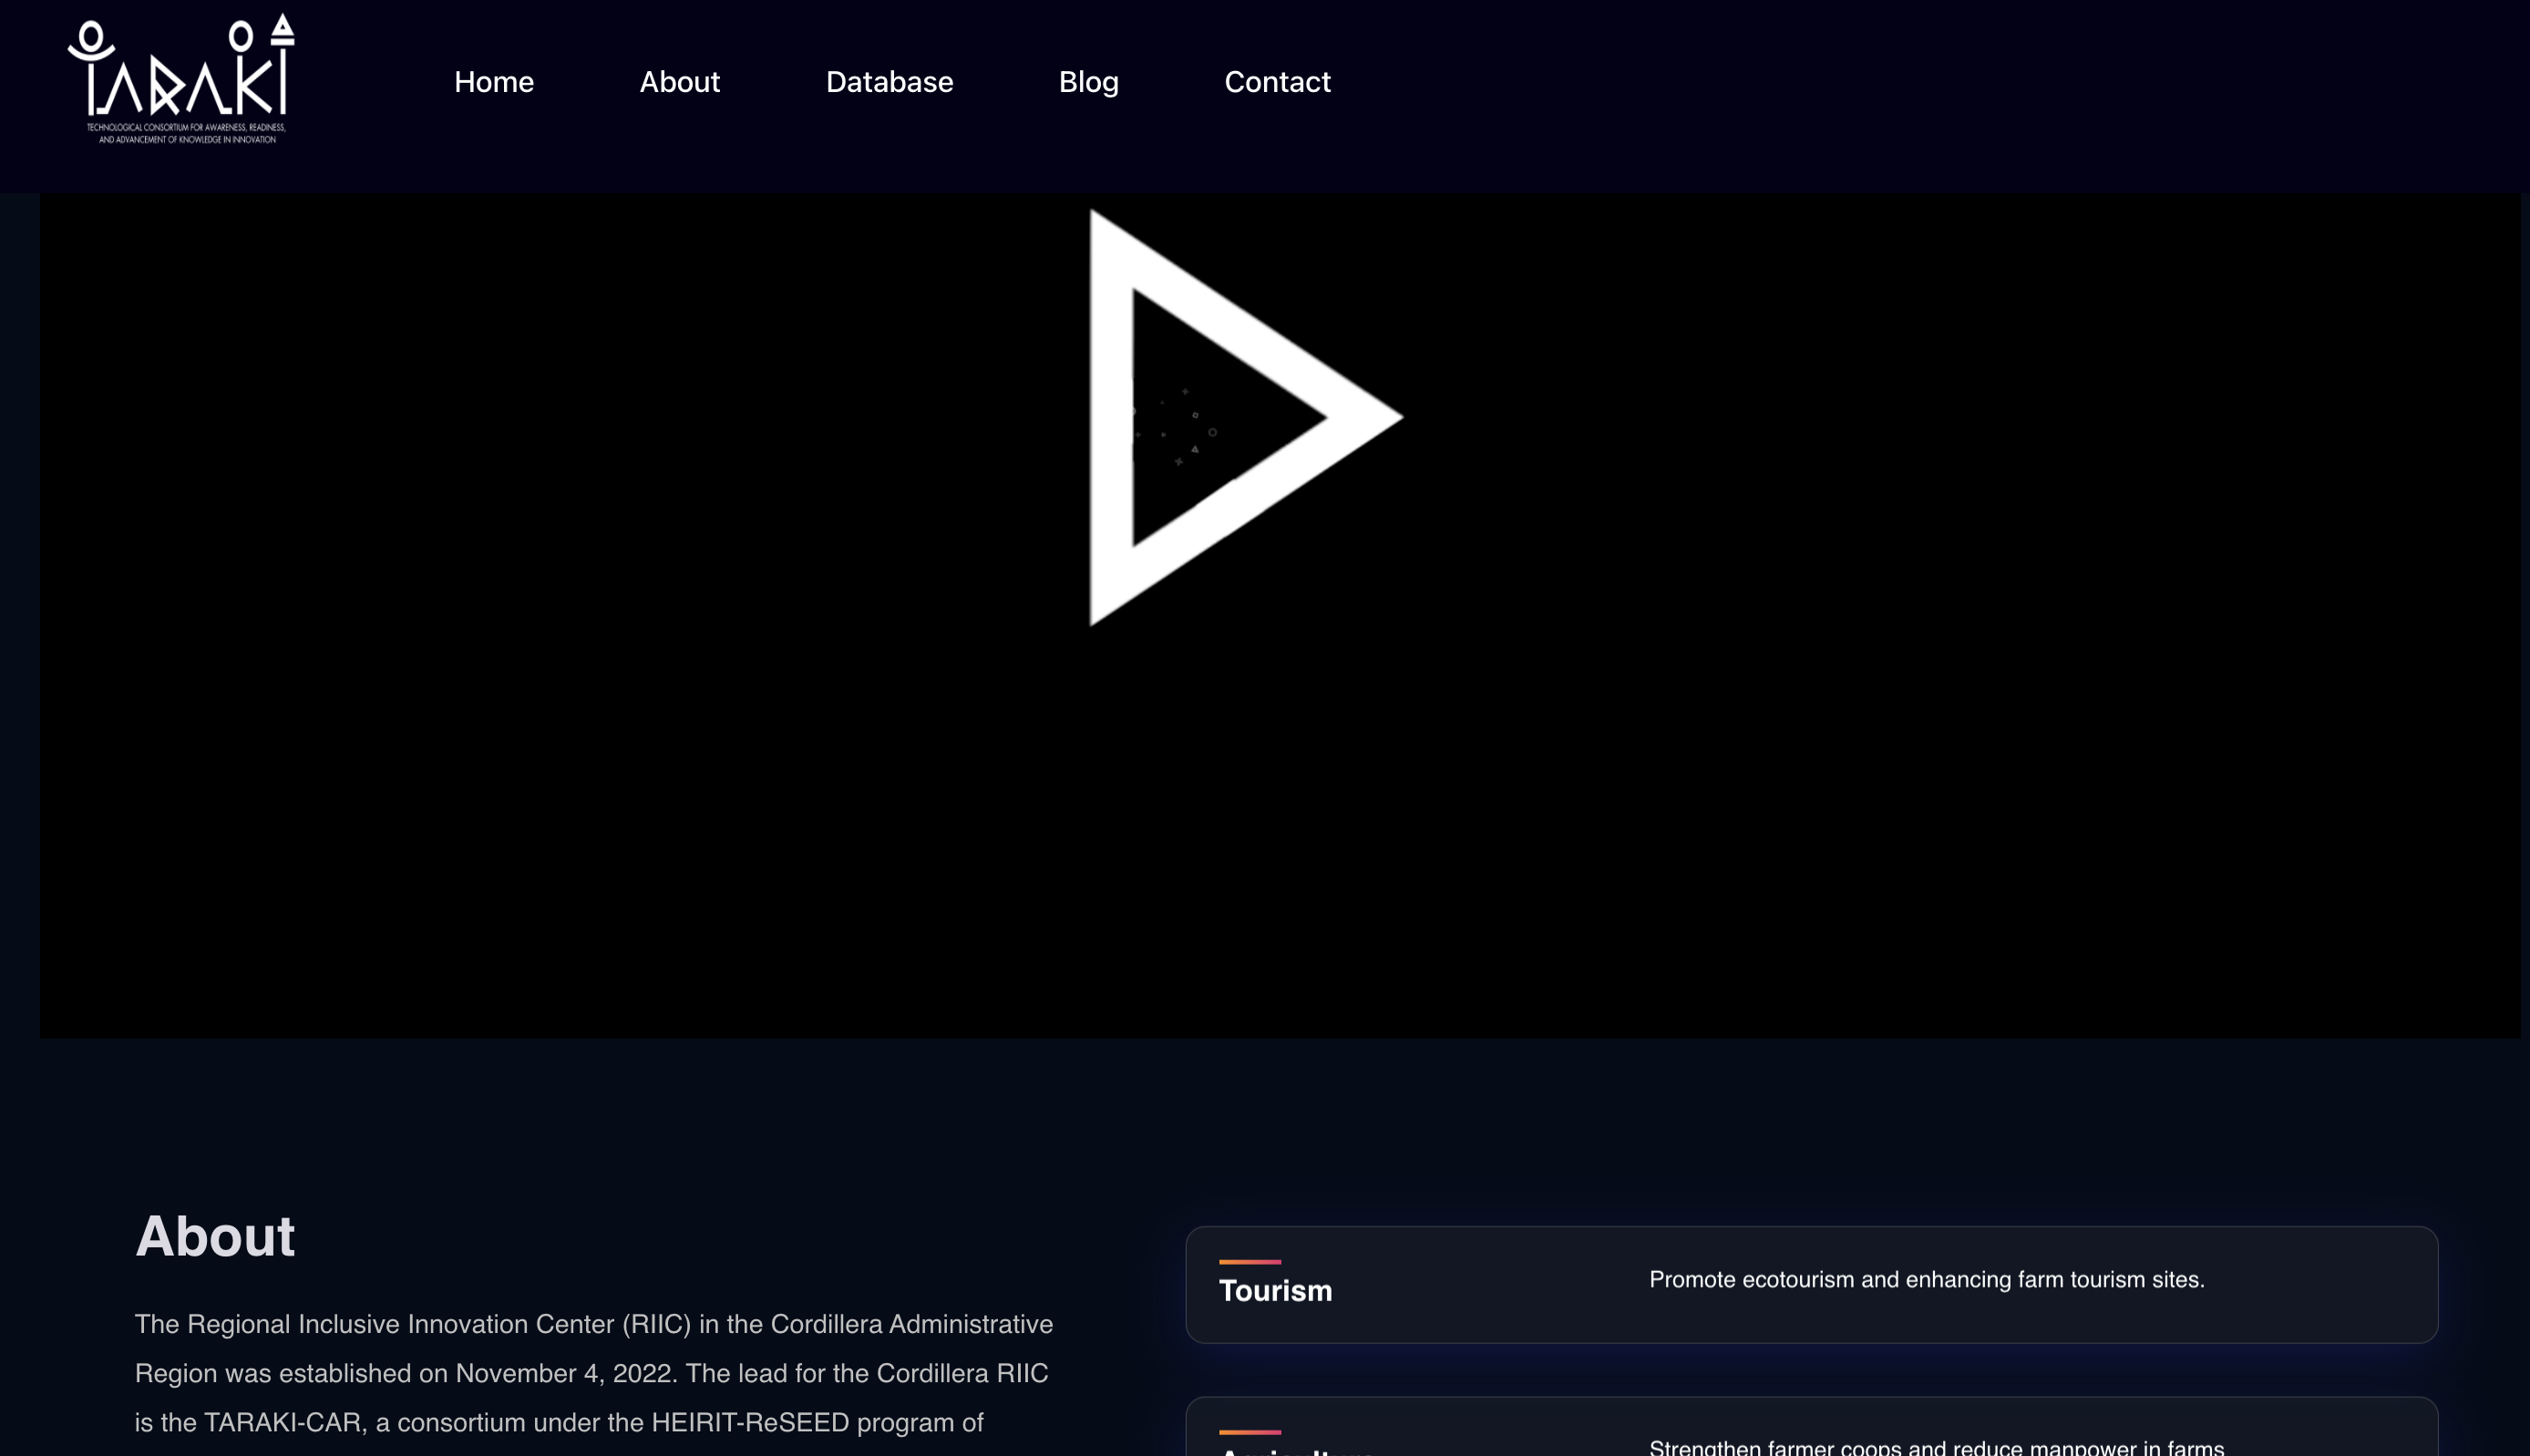 TARAKI
TECHNOLOGICAL CONSORTIUM FOR AWARENESS, READINESS,
AND ADVANCEMENT OF KNOWLEDGE IN INNOVATION
Home
About
Database
Blog
Contact
About
The Regional Inclusive Innovation Center (RIIC) in the Cordillera Administrative
Region was established on November 4, 2022. The lead for the Cordillera RIIC
is the TARAKI-CAR, a consortium under the HEIRIT-ReSEED program of
Tourism
Promote ecotourism and enhancing farm tourism sites.
Agriculture
Strengthen farmer coops and reduce manpower in farms